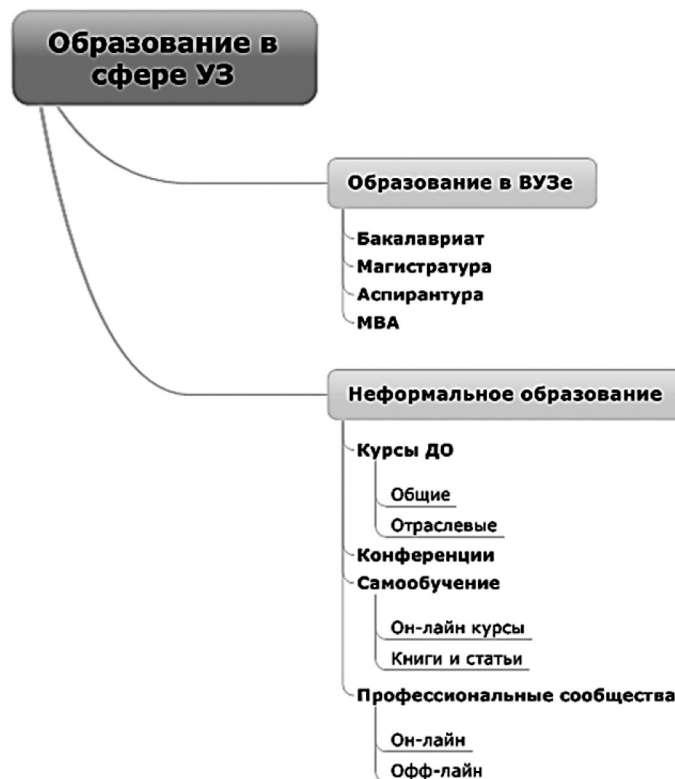 Образование в
сфере УЗ
Образование в ВУЗе
Бакалавриат
Магистратура
Аспирантура
МВА
Неформальное образование
Курсы ДО
Общие
Отраслевые
Конференции
Самообучение
Он-лайн курсы
Книги и статьи
Профессиональные сообщества
Он-лайн
Офф-лайн